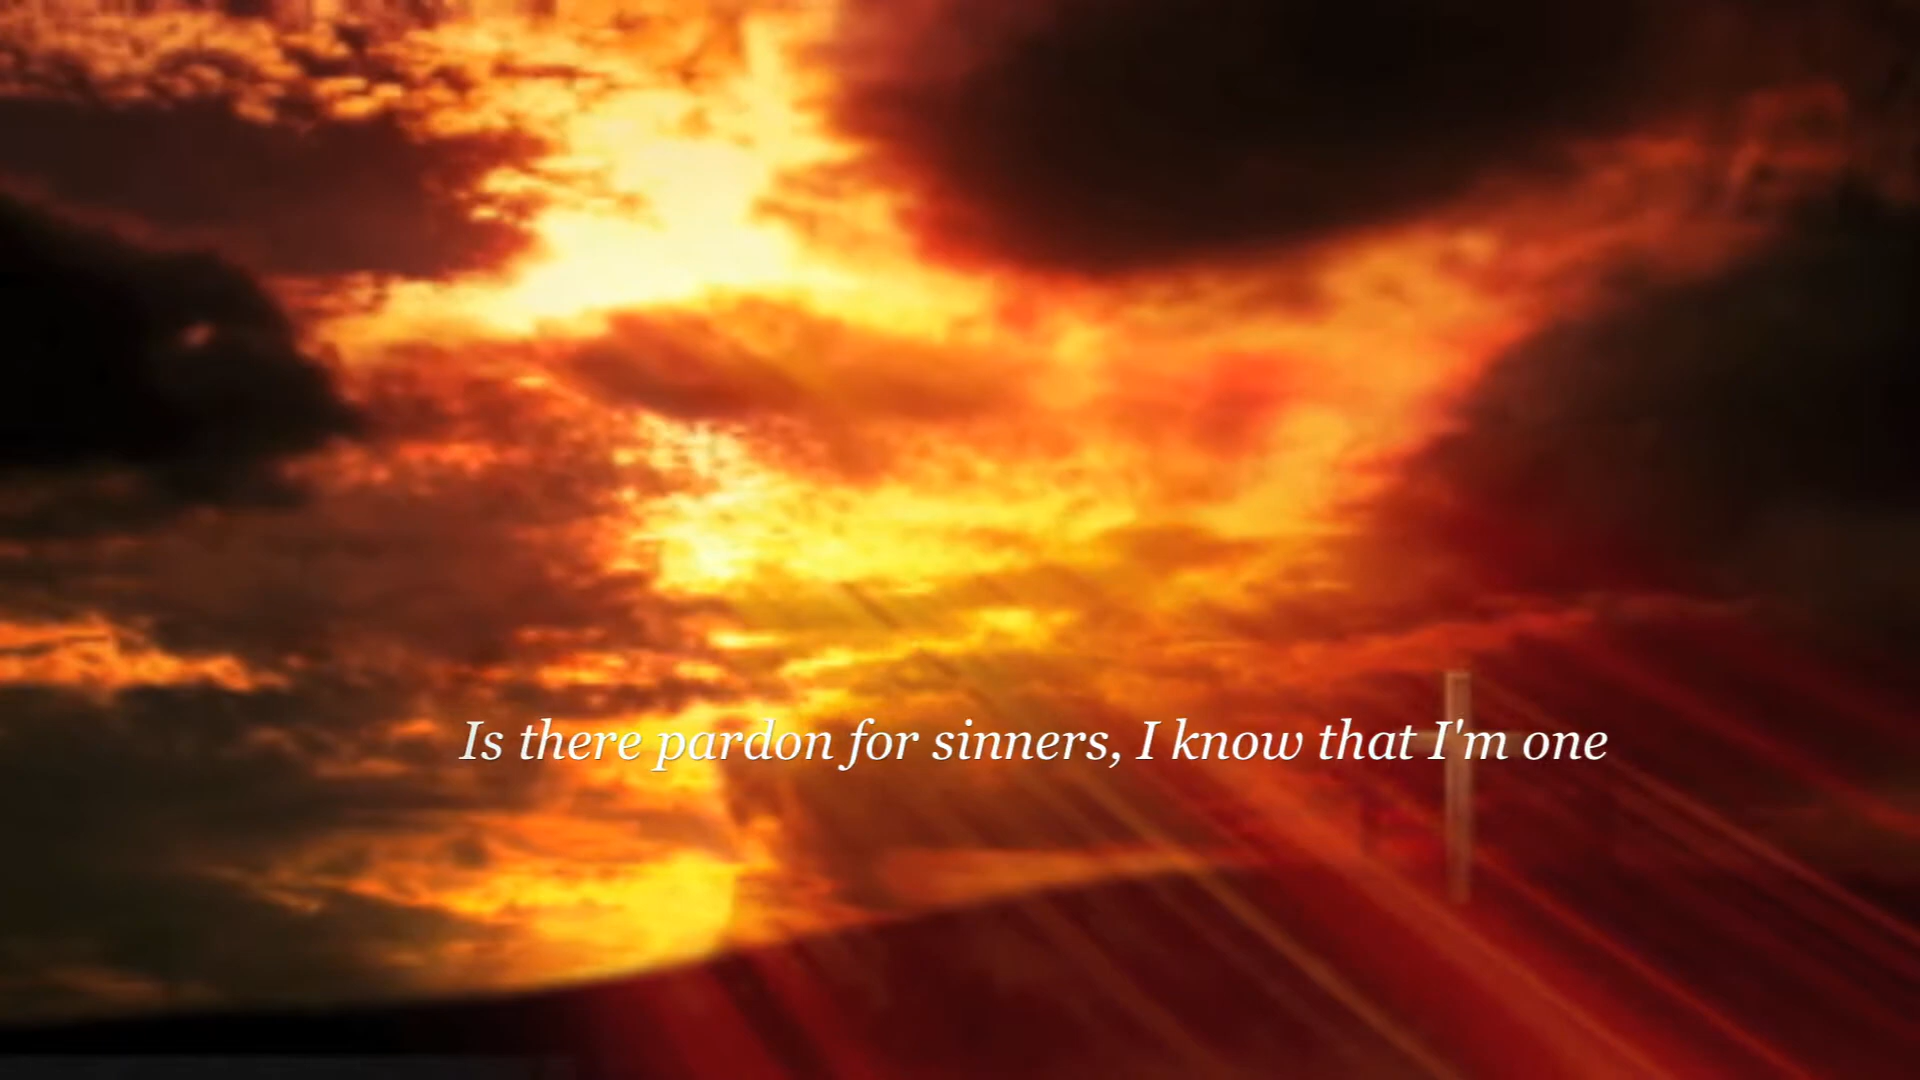 Is there pardon for sinners, I know that I'm one